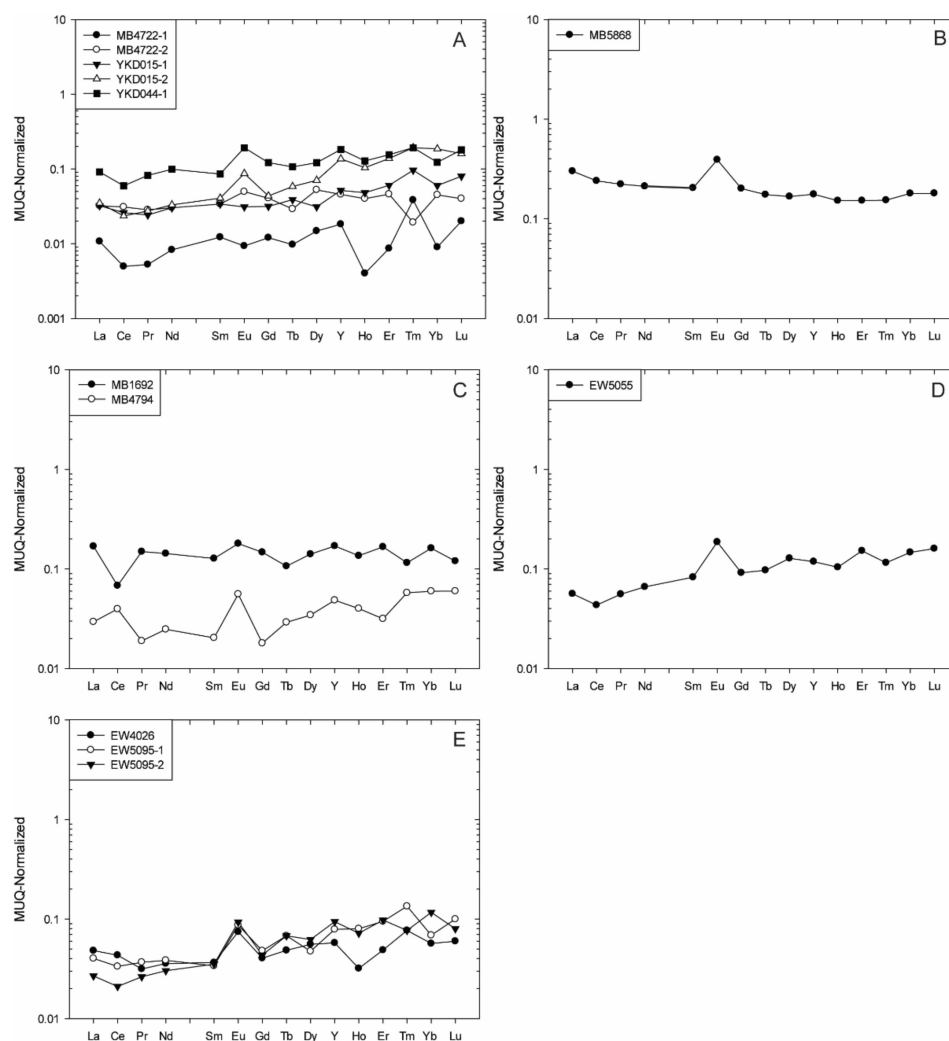 MB4722-1
MB4722-2
YKD015-1
YKD015-2
YKD044-1
A
10
1
0.1
0.01
0.001
MUQ-Normalized
La Ce Pr Nd Sm Eu Gd Tb Dy Y Ho Er Tm Yb Lu
MB5868
B
10
1
0.1
0.01
MUQ-Normalized
La Ce Pr Nd Sm Eu Gd Tb Dy Y Ho Er Tm Yb Lu
MB1692
MB4794
C
10
1
0.1
0.01
MUQ-Normalized
La Ce Pr Nd Sm Eu Gd Tb Dy Y Ho Er Tm Yb Lu
EW5055
D
10
1
0.1
0.01
MUQ-Normalized
La Ce Pr Nd Sm Eu Gd Tb Dy Y Ho Er Tm Yb Lu
EW4026
EW5095-1
EW5095-2
E
10
1
0.1
0.01
MUQ-Normalized
La Ce Pr Nd Sm Eu Gd Tb Dy Y Ho Er Tm Yb Lu